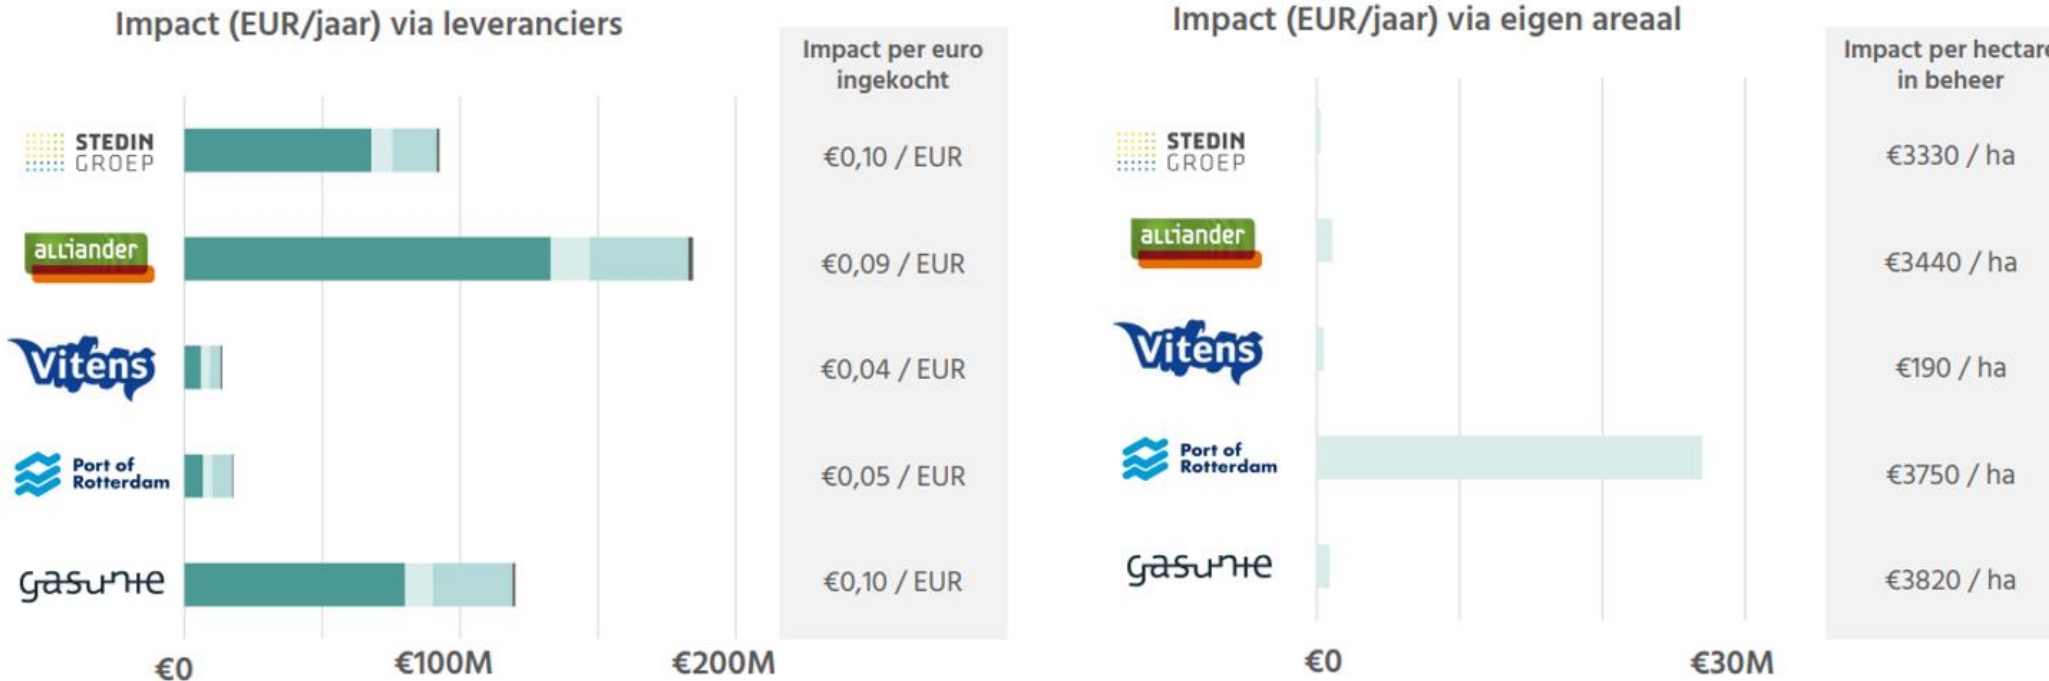 Impact (EUR/jaar) via leveranciers
Impact per euro
ingekocht
STEDIN
GROEP
€0,10 / EUR
alliander
€0,09 / EUR
Vitens
€0,04 / EUR
Port of
Rotterdam
€0,05 / EUR
gasunie
€0,10 / EUR
€0
€100M
€200M
Impact (EUR/jaar) via eigen areaal
Impact per hectare
in beheer
STEDIN
GROEP
€3330 / ha
alliander
€3440 / ha
Vitens
€190 / ha
Port of
Rotterdam
€3750 / ha
gasunie
€3820 / ha
€0
€30M